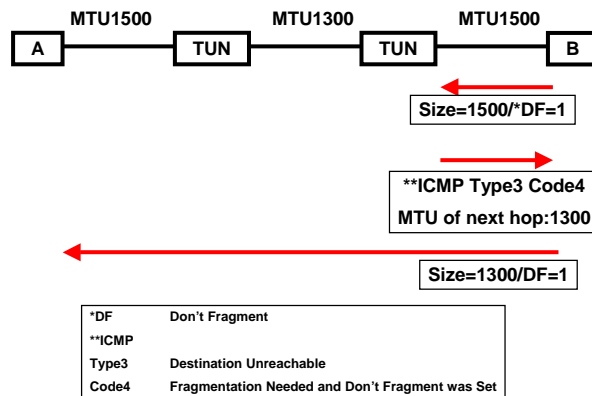 MTU1500 MTU1300 MTU1500
A TUN TUN B
Size=1500/*DF=1
**ICMP Type3 Code4
MTU of next hop:1300
Size=1300/DF=1
*DF Don't Fragment
**ICMP
Type3 Destination Unreachable
Code4 Fragmentation Needed and Don't Fragment was Set